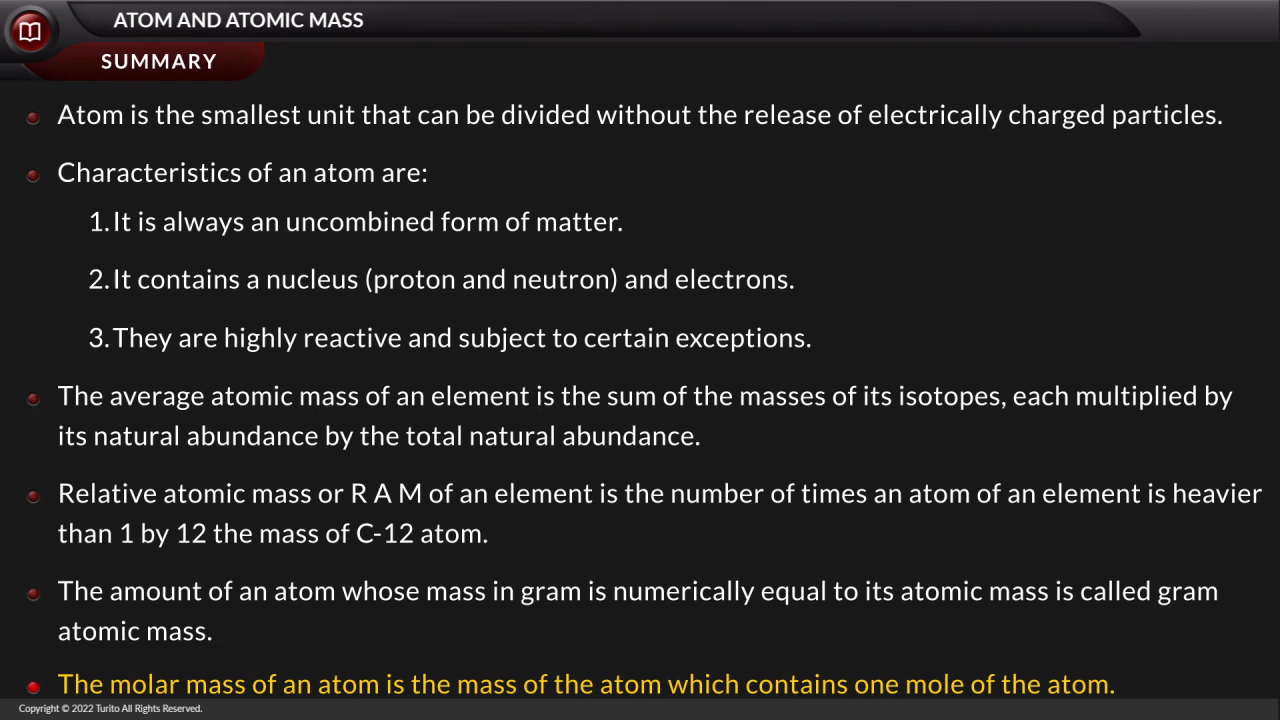 ATOM AND ATOMIC MASS
SUMMARY
Atom is the smallest unit that can be divided without the release of electrically charged particles.
Characteristics of an atom are:
1. It is always an uncombined form of matter.
2. It contains a nucleus (proton and neutron) and electrons.
3. They are highly reactive and subject to certain exceptions.
The average atomic mass of an element is the sum of the masses of its isotopes, each multiplied by
its natural abundance by the total natural abundance.
Relative atomic mass or R A M of an element is the number of times an atom of an element is heavier
than 1 by 12 the mass of C-12 atom.
The amount of an atom whose mass in gram is numerically equal to its atomic mass is called gram
atomic mass.
The molar mass of an atom is the mass of the atom which contains one mole of the atom.
Copyright © 2022 Turito All Rights Reserved.